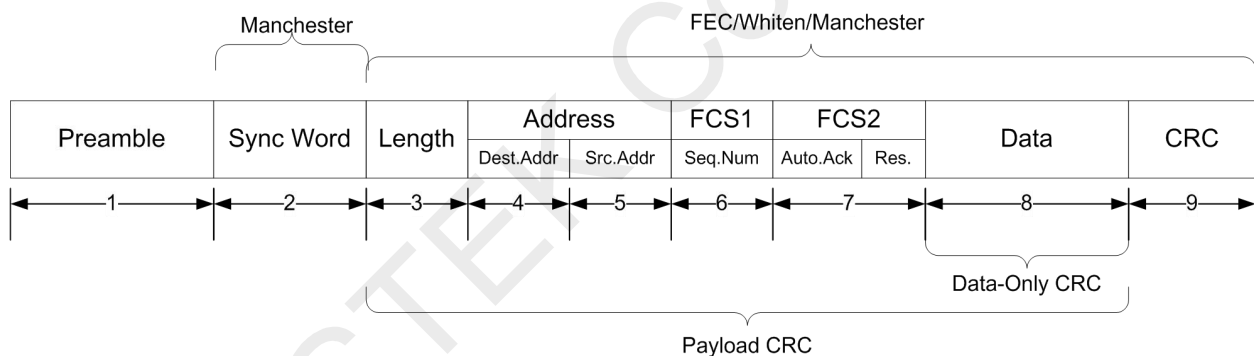 Manchester
FEC/Whiten/Manchester
Preamble
Sync Word
Length
Address
Dest.Addr
Src.Addr
FCS1
Seq.Num
FCS2
Auto.Ack
Res.
Data
CRC
1
2
3
4
5
6
7
8
9
Data-Only CRC
Payload CRC